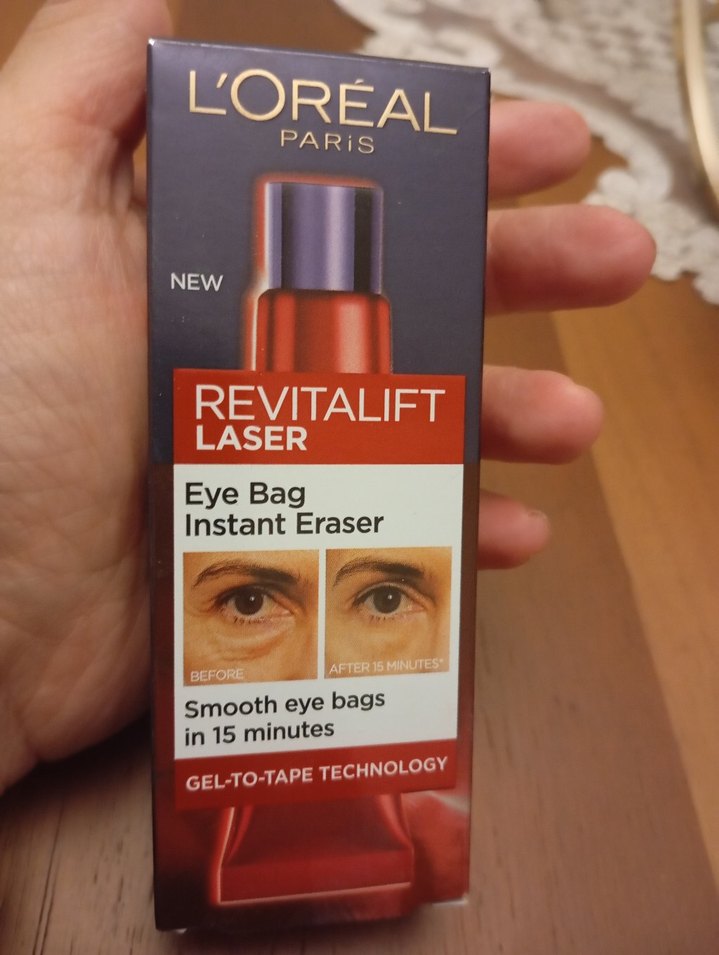 L'ORÉAL
PARiS
NEW
REVITALIFT
LASER
Eye Bag
Instant Eraser
BEFORE
AFTER 15 MINUTES*
Smooth eye bags
in 15 minutes
GEL-TO-TAPE TECHNOLOGY